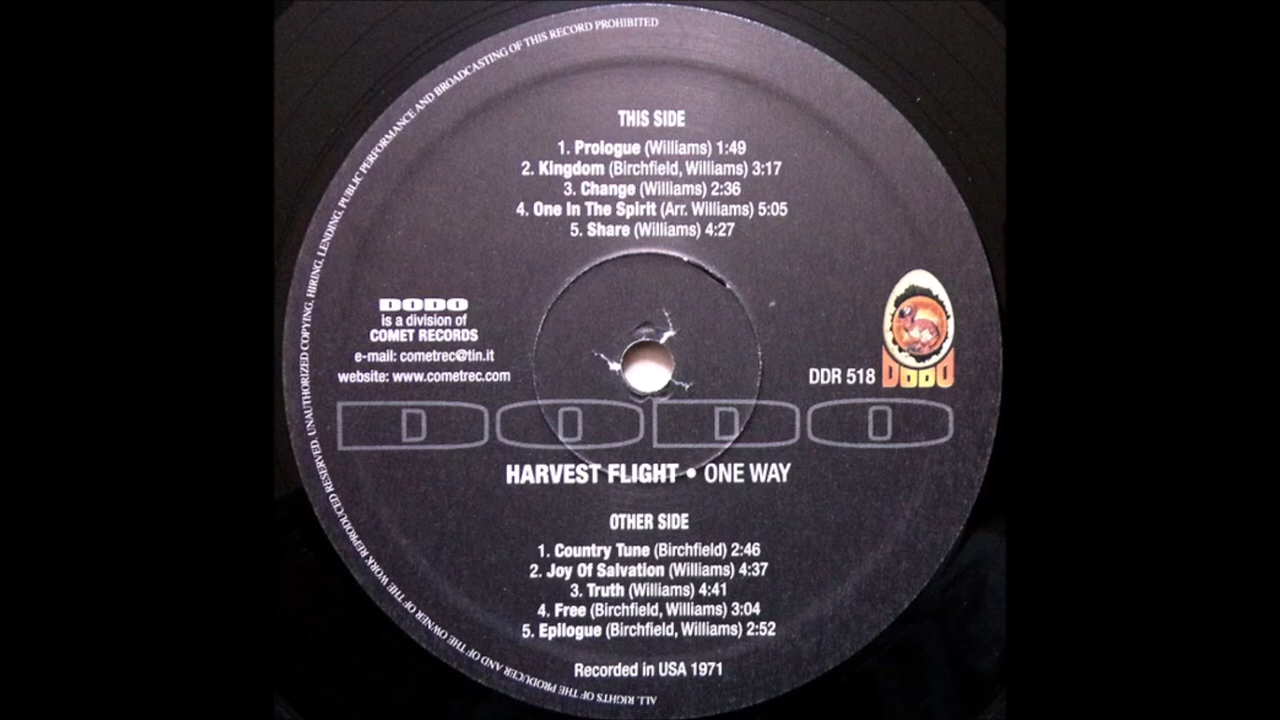 ALL RIGHTS OF THE PRODUCER AND OF THE OWNER OF THE WORK REPRODUCED RESERVED. UNAUTHORIZED COPYING, HIRING, LENDING, PUBLIC PERFORMANCE AND BROADCASTING OF THIS RECORD PROHIBITED
THIS SIDE
1. Prologue (Williams) 1:49
2. Kingdom (Birchfield, Williams) 3:17
3. Change (Williams) 2:36
4. One In The Spirit (Arr. Williams) 5:05
5. Share (Williams) 4:27
DODO
is a division of
COMET RECORDS
e-mail: cometrec@tin.it
website: www.cometrec.com
DDR 518
DODO
DODO
HARVEST FLIGHT • ONE WAY
OTHER SIDE
1. Country Tune (Birchfield) 2:46
2. Joy Of Salvation (Williams) 4:37
3. Truth (Williams) 4:41
4. Free (Birchfield, Williams) 3:04
5. Epilogue (Birchfield, Williams) 2:52
Recorded in USA 1971